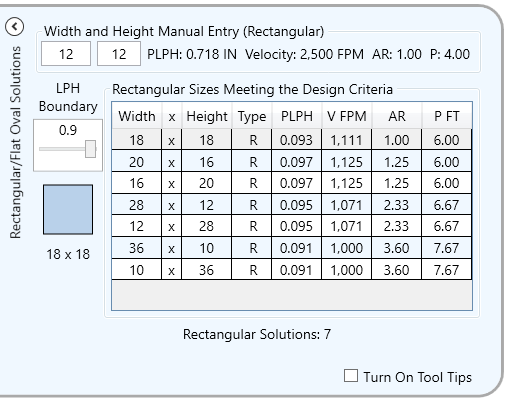 Rectangular/Flat Oval Solutions
Width and Height Manual Entry (Rectangular)
12 12 PLPH: 0.718 IN Velocity: 2,500 FPM AR: 1.00 P: 4.00
LPH
Boundary
0.9
18 x 18
Rectangular Sizes Meeting the Design Criteria
Width x Height Type PLPH V FPM AR P FT
18 x 18 R 0.093 1,111 1.00 6.00
20 x 16 R 0.097 1,125 1.25 6.00
16 x 20 R 0.097 1,125 1.25 6.00
28 x 12 R 0.095 1,071 2.33 6.67
12 x 28 R 0.095 1,071 2.33 6.67
36 x 10 R 0.091 1,000 3.60 7.67
10 x 36 R 0.091 1,000 3.60 7.67
Rectangular Solutions: 7
Turn On Tool Tips